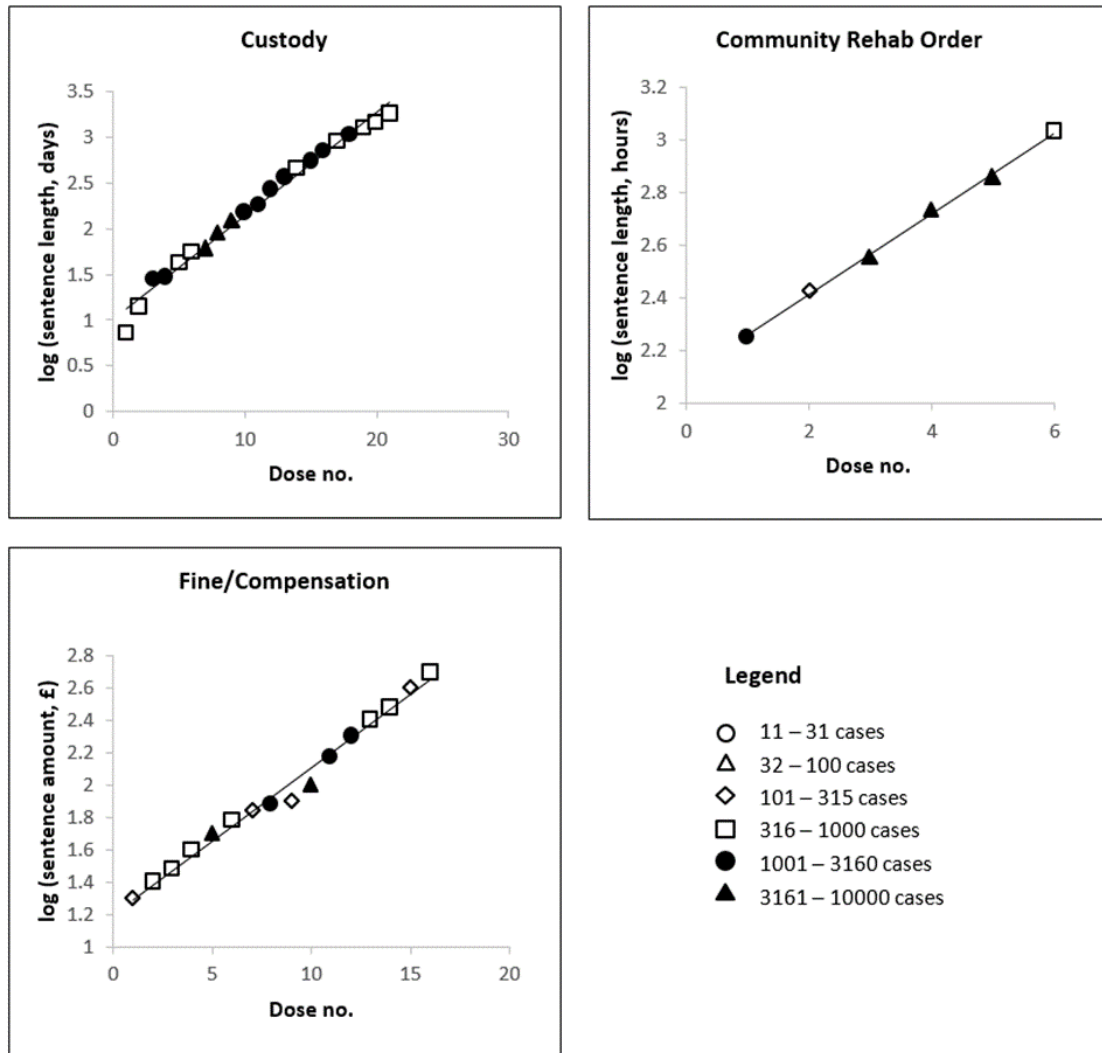 Custody
log (sentence length, days)
3.5
3
2.5
2
1.5
1
0.5
0
0 10 20 30
Dose no.
Community Rehab Order
log (sentence length, hours)
3.2
3
2.8
2.6
2.4
2.2
2
0 2 4 6
Dose no.
Fine/Compensation
log (sentence amount, £)
2.8
2.6
2.4
2.2
2
1.8
1.6
1.4
1.2
1
0 5 10 15 20
Dose no.
Legend
11 – 31 cases
32 – 100 cases
101 – 315 cases
316 – 1000 cases
1001 – 3160 cases
3161 – 10000 cases